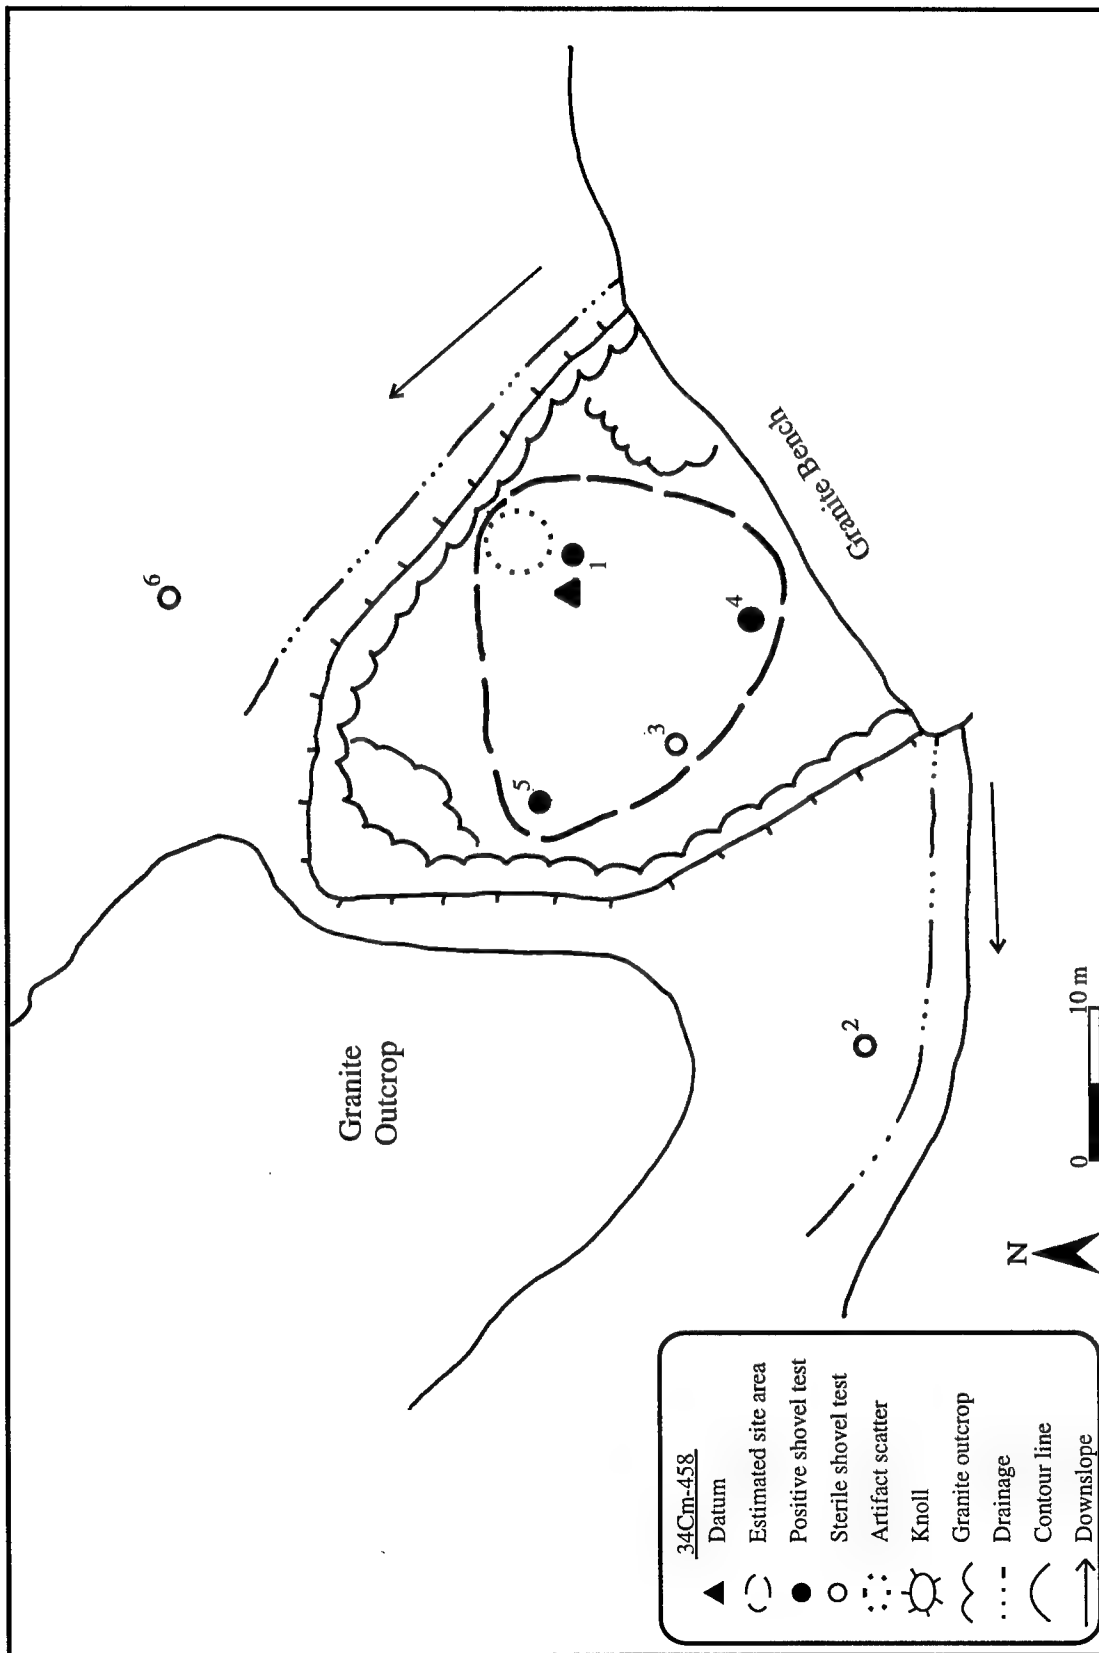 6
Granite Bench
1
4
3
5
Granite
Outcrop
2
N
0
10 m
34Cm-458
Datum
Estimated site area
Positive shovel test
Sterile shovel test
Artifact scatter
Knoll
Granite outcrop
Drainage
Contour line
Downslope